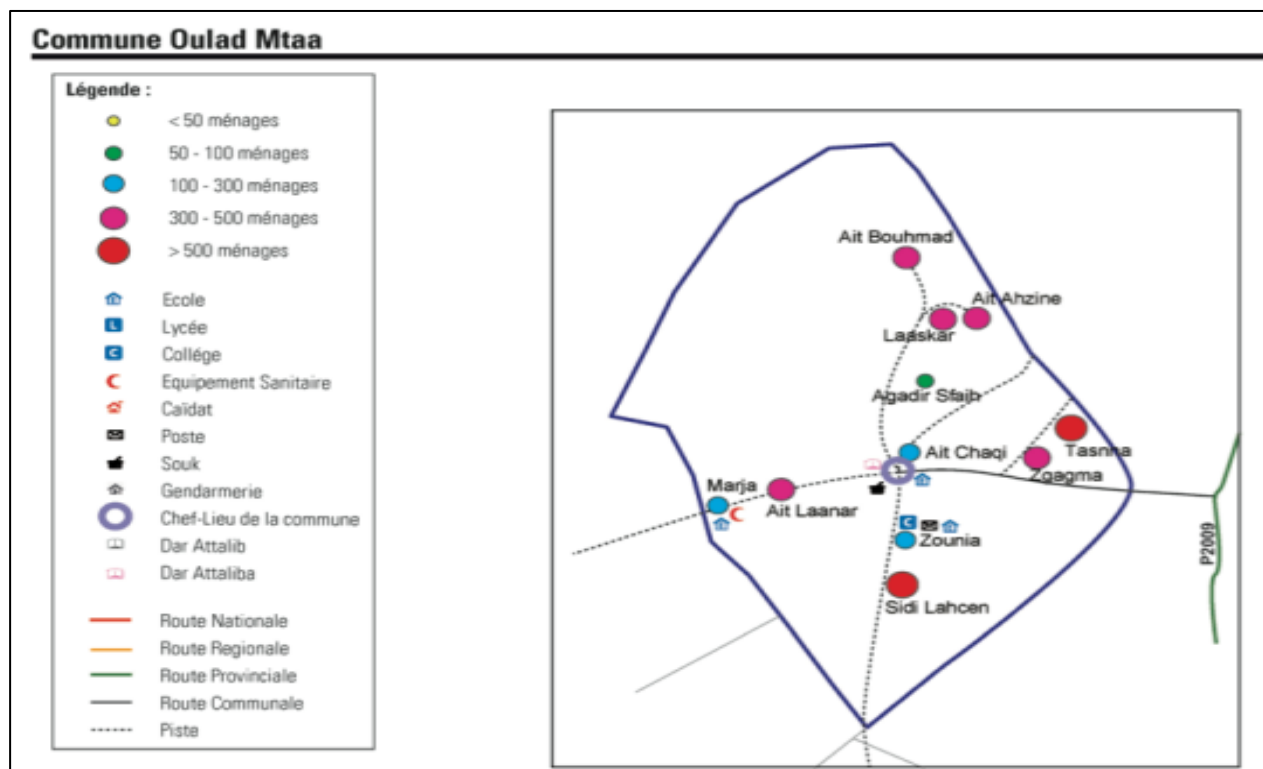 Commune Oulad Mtaa
Légende :
< 50 ménages
50 - 100 ménages
100 - 300 ménages
300 - 500 ménages
> 500 ménages
Ecole
L Lycée
C Collége
Equipement Sanitaire
Caïdat
Poste
Souk
Gendarmerie
Chef-Lieu de la commune
Dar Attalib
Dar Attaliba
Route Nationale
Route Regionale
Route Provinciale
Route Communale
Piste
Ait Bouhmad
Ait Ahzine
Laaskar
Agadir Sfaih
Ait Chaqi
Tasnna
Zgagma
Marja
Ait Laanar
C
Zounia
Sidi Lahcen
P2009